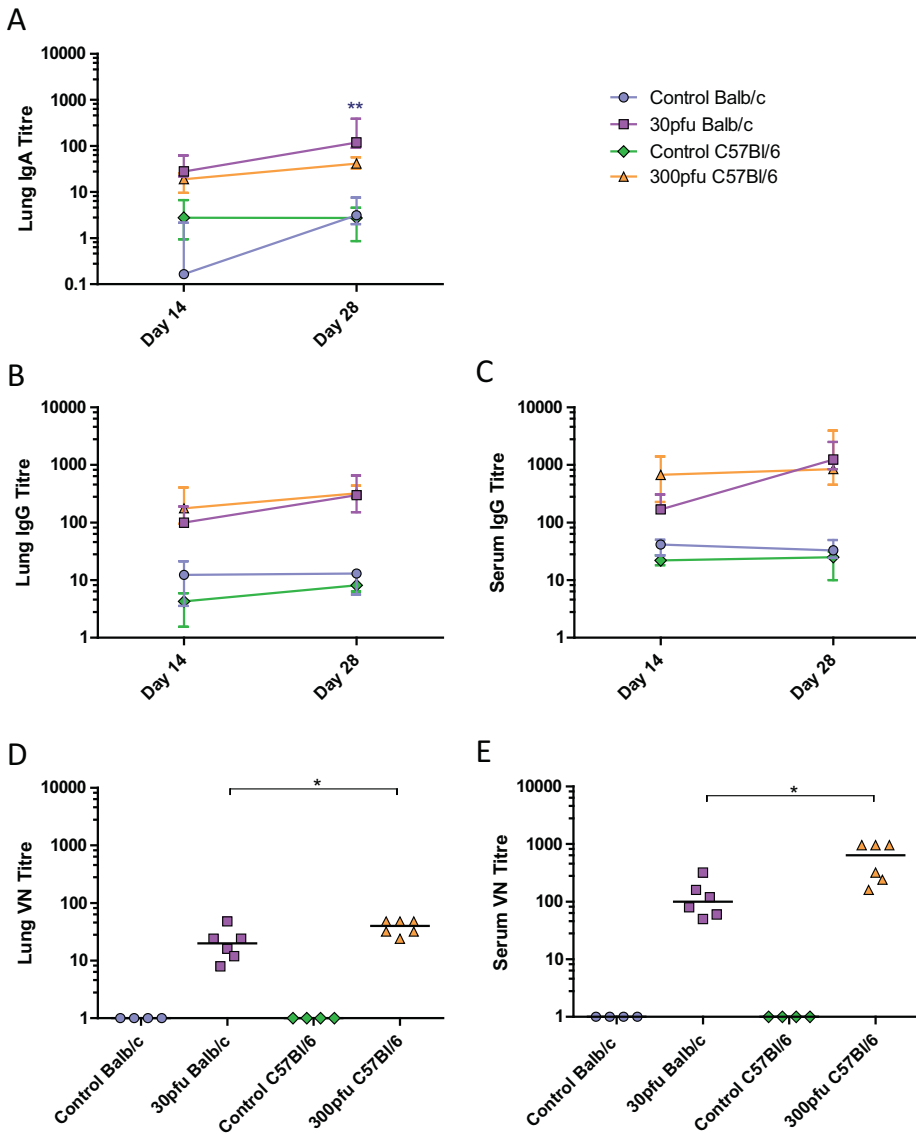 A
10000
1000
100
10
1
0.1
Lung IgA Titre
**
Day 14
Day 28
Control Balb/c
30pfu Balb/c
Control C57Bl/6
300pfu C57Bl/6
B
10000
1000
100
10
1
Lung IgG Titre
Day 14
Day 28
C
10000
1000
100
10
1
Serum IgG Titre
Day 14
Day 28
D
10000
1000
100
10
1
Lung VN Titre
*
Control Balb/c
30pfu Balb/c
Control C57Bl/6
300pfu C57Bl/6
E
10000
1000
100
10
1
Serum VN Titre
*
Control Balb/c
30pfu Balb/c
Control C57Bl/6
300pfu C57Bl/6